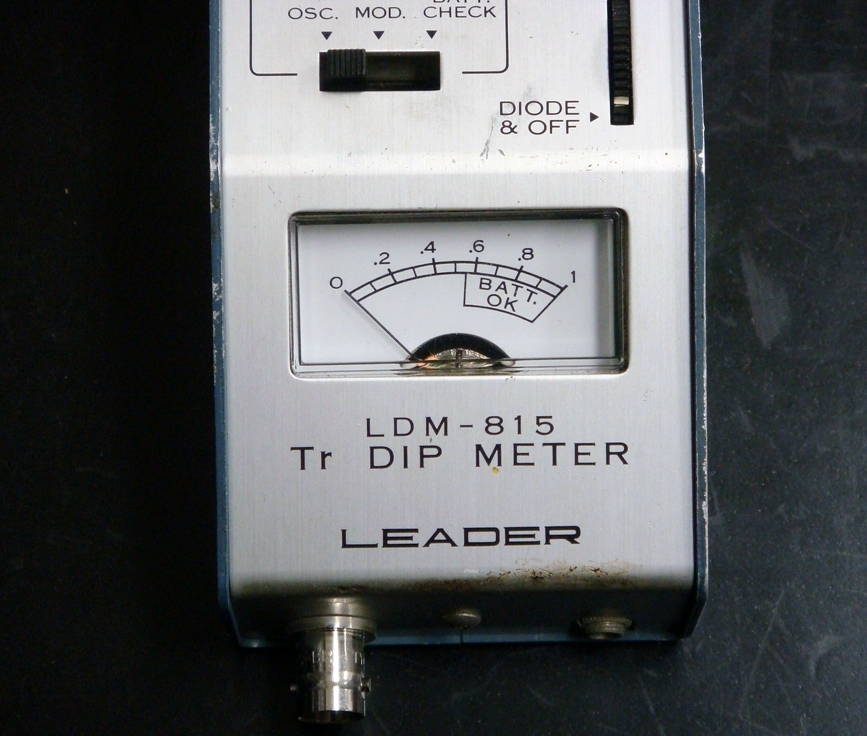 BATT.
OSC. MOD. CHECK
DIODE
& OFF
0 .2 .4 .6 .8 1
BATT.
OK
LDM-815
Tr DIP METER
LEADER